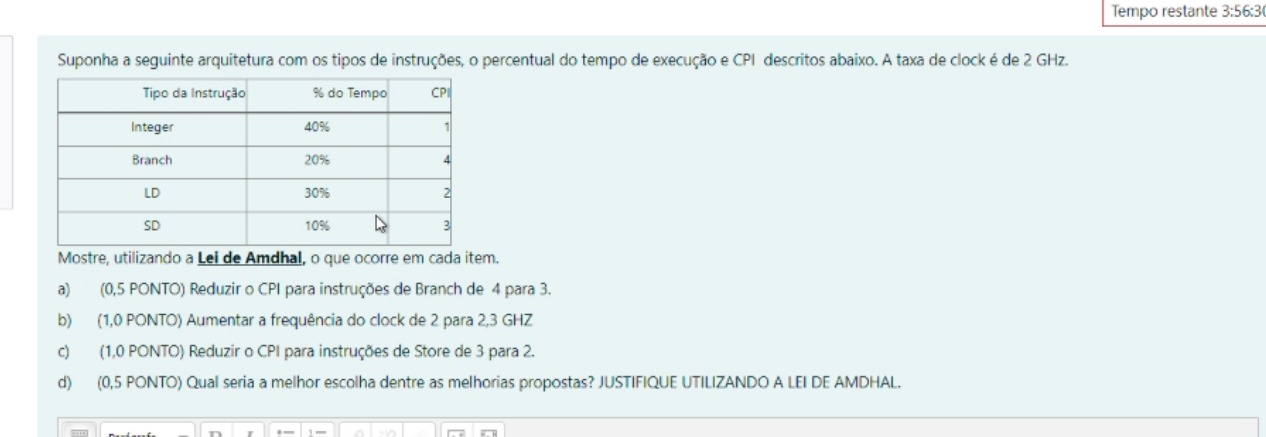 Tempo restante 3:56:30
Suponha a seguinte arquitetura com os tipos de instruções, o percentual do tempo de execução e CPI descritos abaixo. A taxa de clock é de 2 GHz.
Tipo da Instrução % do Tempo CPI
Integer 40% 1
Branch 20% 4
LD 30% 2
SD 10% 3
Mostre, utilizando a Lei de Amdhal, o que ocorre em cada item.
a) (0,5 PONTO) Reduzir o CPI para instruções de Branch de 4 para 3.
b) (1,0 PONTO) Aumentar a frequência do clock de 2 para 2,3 GHZ
c) (1,0 PONTO) Reduzir o CPI para instruções de Store de 3 para 2.
d) (0,5 PONTO) Qual seria a melhor escolha dentre as melhorias propostas? JUSTIFIQUE UTILIZANDO A LEI DE AMDHAL.